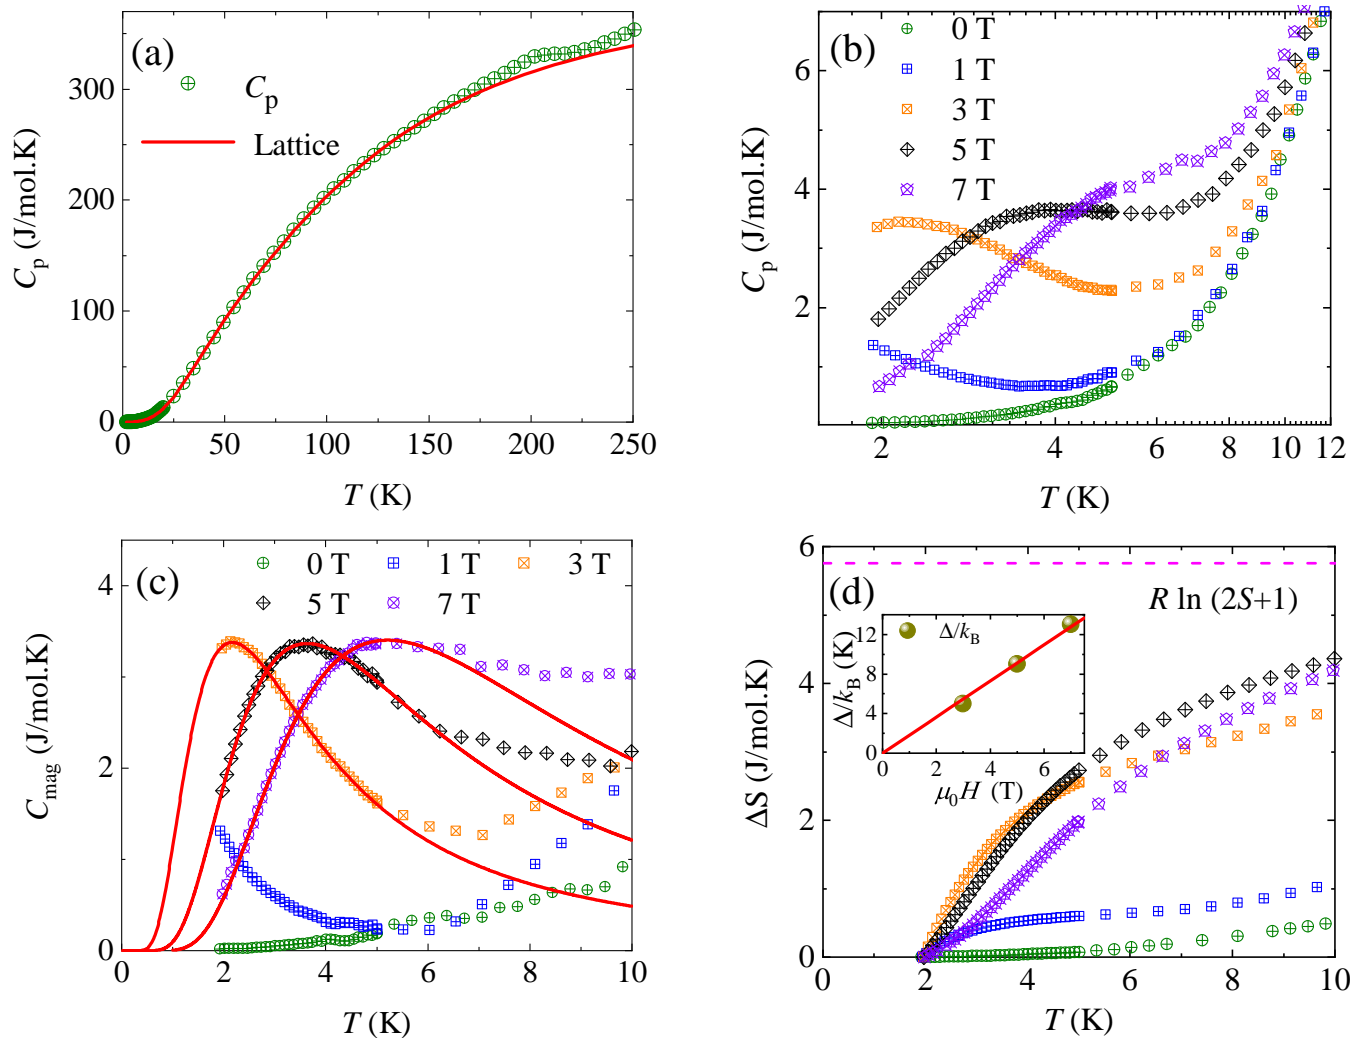 (a)
C_p
Lattice
C_p (J/mol.K)
300
200
100
0
0 50 100 150 200 250
T (K)
(b)
0 T
1 T
3 T
5 T
7 T
C_p (J/mol.K)
6
4
2
2 4 6 8 10 12
T (K)
(c)
0 T 1 T 3 T
5 T 7 T
C_mag (J/mol.K)
4
2
0
0 2 4 6 8 10
T (K)
(d)
R ln (2S+1)
ΔS (J/mol.K)
6
4
2
0
0 2 4 6 8 10
T (K)
Δ/k_B
Δ/k_B (K)
12
8
4
0
0 2 4 6
μ_0H (T)